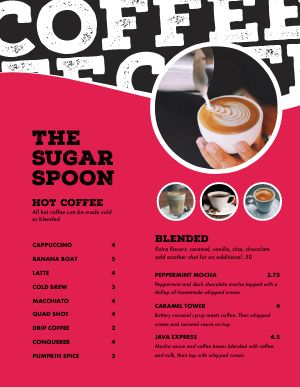 COFFEE
THE
SUGAR
SPOON
HOT COFFEE
All hot coffee can be made cold
or blended
CAPPUCCINO 4
BANANA BOAT 5
LATTE 4
COLD BREW 3
MACCHIATO 4
QUAD SHOT 4
DRIP COFFEE 2
CONQUERER 4
PUMPKIN SPICE 3
BLENDED
Extra flavors: caramel, vanilla, chai, chocolate
add another shot for an additional .50
PEPPERMINT MOCHA 3.75
Peppermint and dark chocolate mocha topped with a
dollop of homemade whipped cream
CARAMEL TOWER 4
Buttery caramel syrup meets coffee. Then whipped
cream and caramel sauce on top
JAVA EXPRESS 4.5
Mocha sauce and coffee beans blended with coffee
and milk, then top with whipped cream